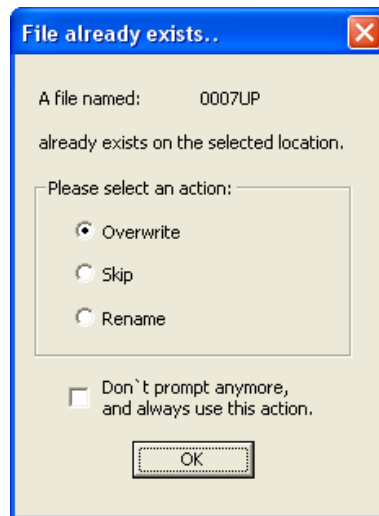 File already exists..
A file named: 0007UP
already exists on the selected location.
Please select an action:
Overwrite
Skip
Rename
Don`t prompt anymore,
and always use this action.
OK